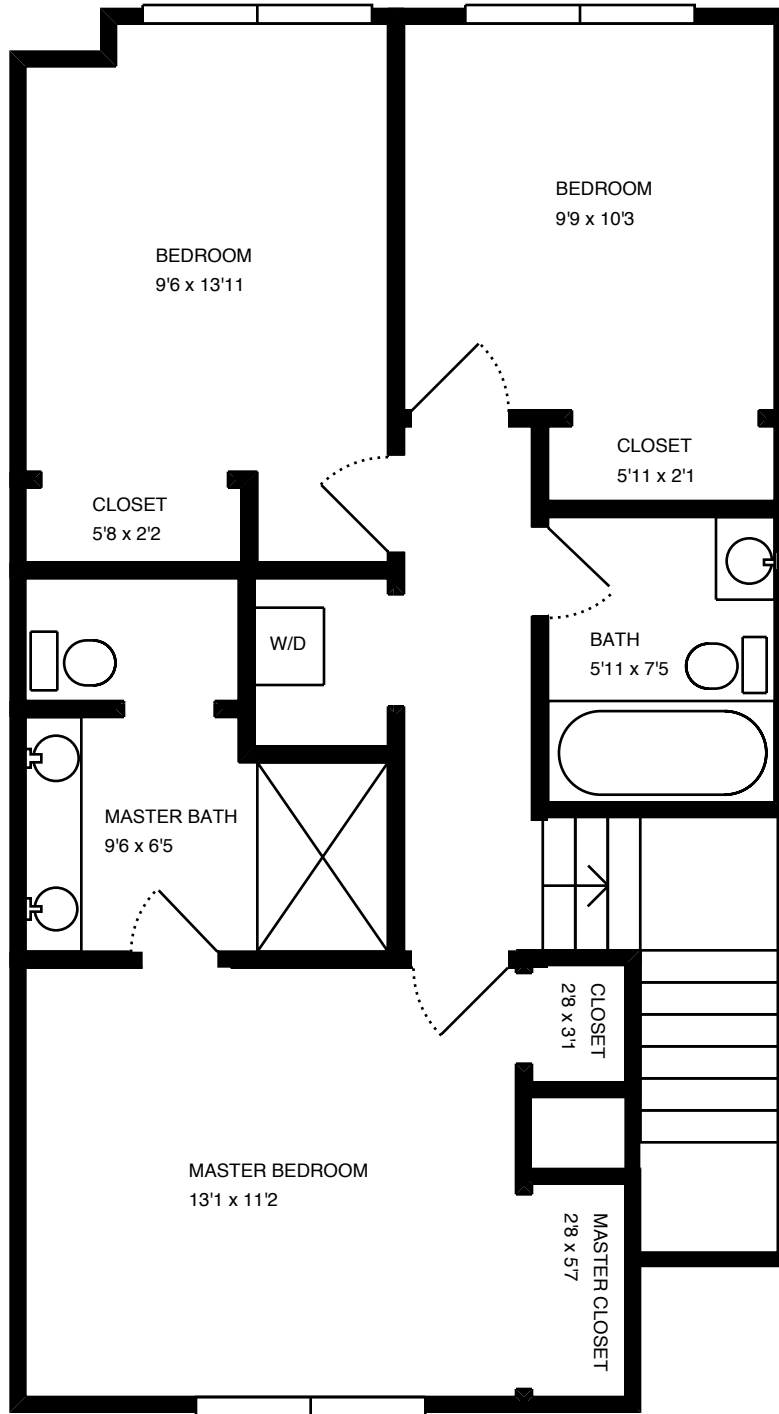 BEDROOM
9'9 x 10'3
BEDROOM
9'6 x 13'11
CLOSET
5'11 x 2'1
CLOSET
5'8 x 2'2
W/D
BATH
5'11 x 7'5
MASTER BATH
9'6 x 6'5
CLOSET
2'8 x 3'1
MASTER BEDROOM
13'1 x 11'2
MASTER CLOSET
2'8 x 5'7